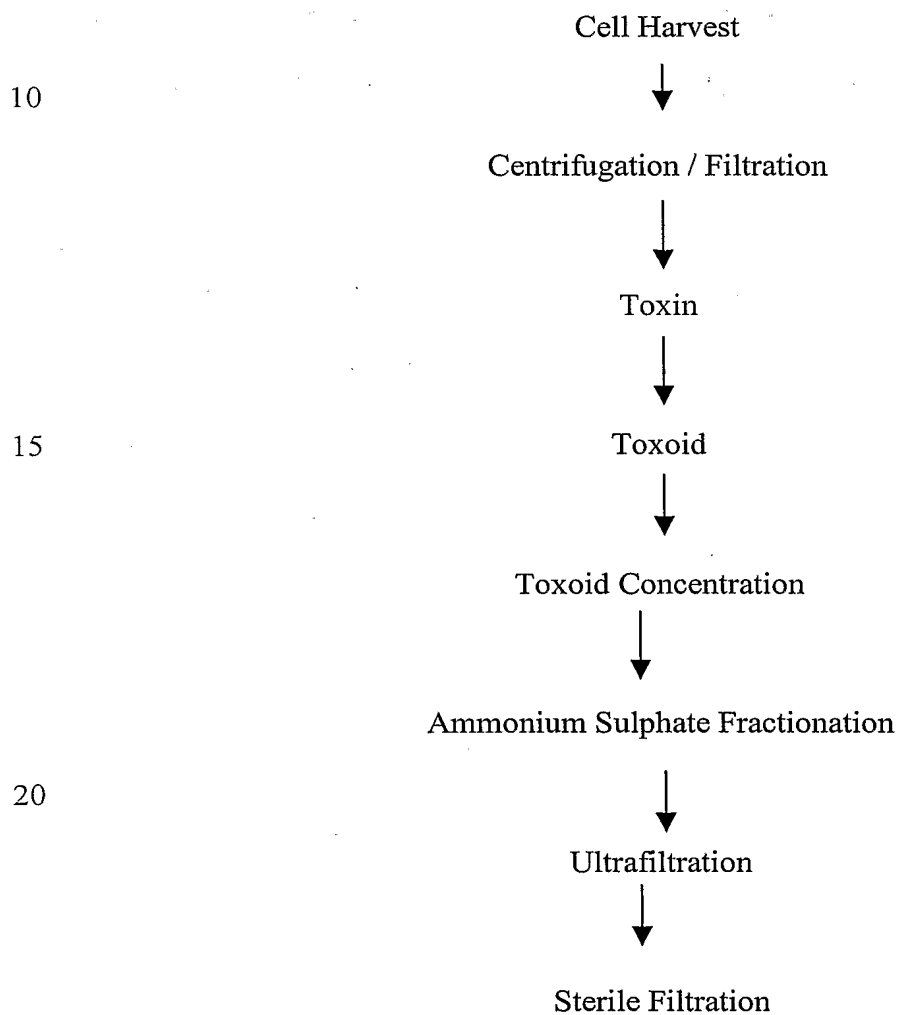 Cell Harvest
10
Centrifugation / Filtration
Toxin
15
Toxoid
Toxoid Concentration
Ammonium Sulphate Fractionation
20
Ultrafiltration
Sterile Filtration